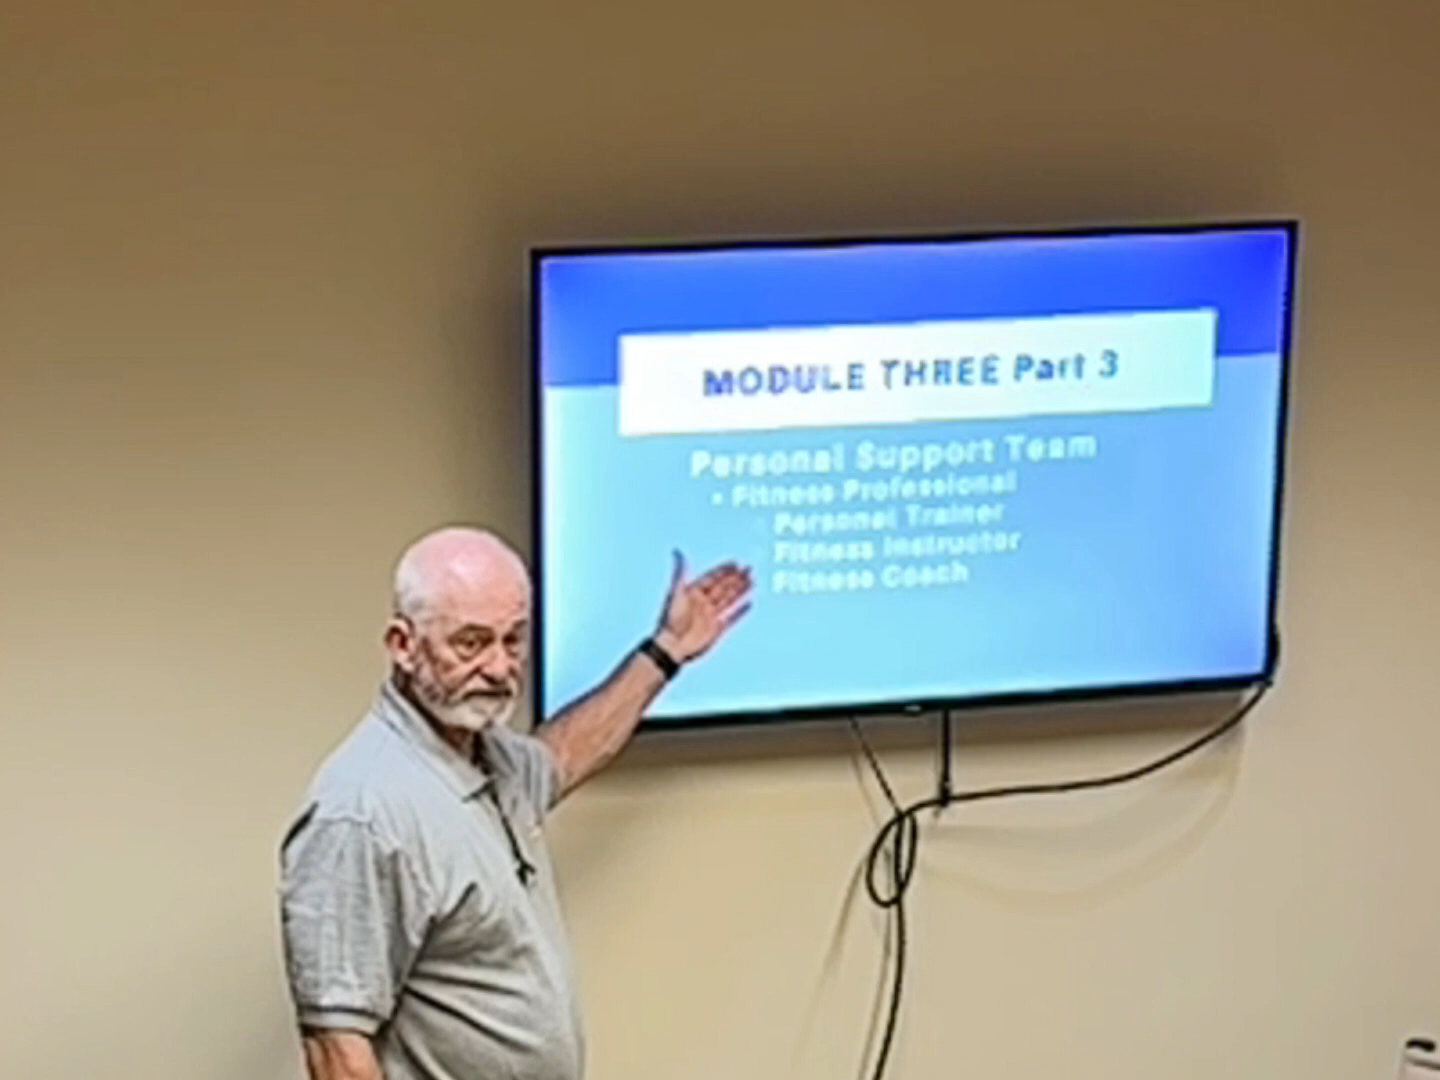 MODULE THREE Part 3
Personal Support Team
• Fitness Professional
Personal Trainer
Fitness Instructor
Fitness Coach